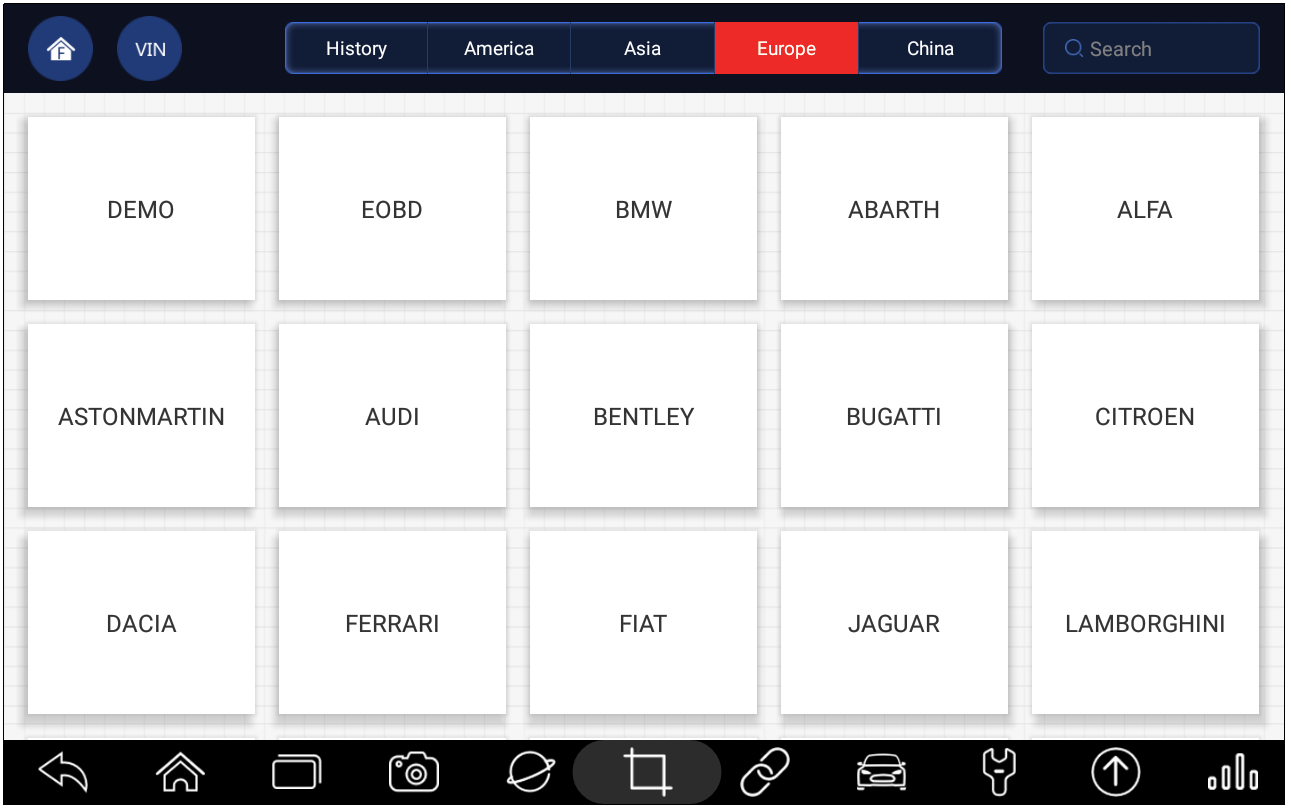 F
VIN
History
America
Asia
Europe
China
Search
DEMO
EOBD
BMW
ABARTH
ALFA
ASTONMARTIN
AUDI
BENTLEY
BUGATTI
CITROEN
DACIA
FERRARI
FIAT
JAGUAR
LAMBORGHINI